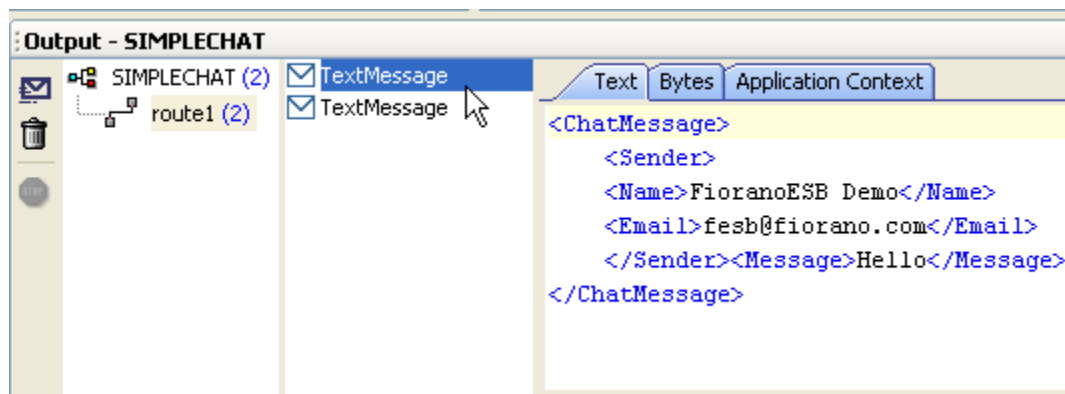 Output - SIMPLECHAT
SIMPLECHAT (2)
route1 (2)
STOP
TextMessage
TextMessage
Text Bytes Application Context
<ChatMessage>
<Sender>
<Name>FioranoESB Demo</Name>
<Email>fesb@fiorano.com</Email>
</Sender><Message>Hello</Message>
</ChatMessage>